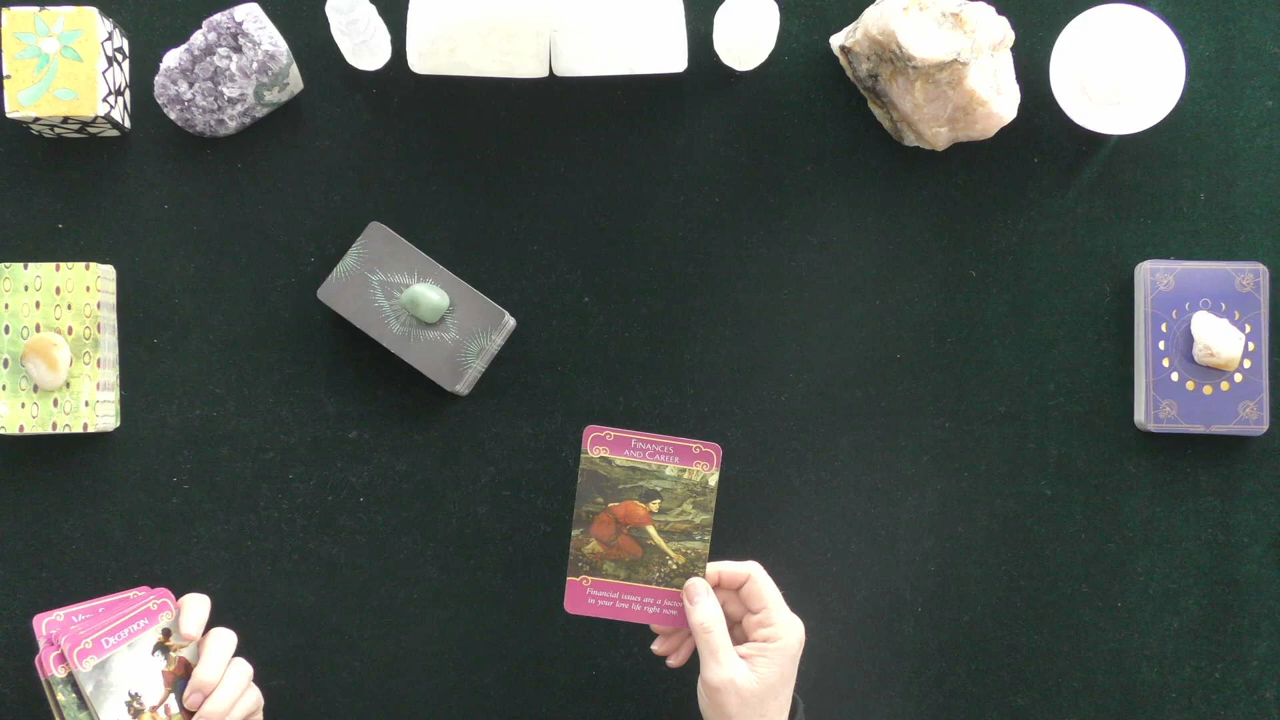 FINANCES
AND CAREER
Financial issues are a factor
in your love life right now.
DECEPTION